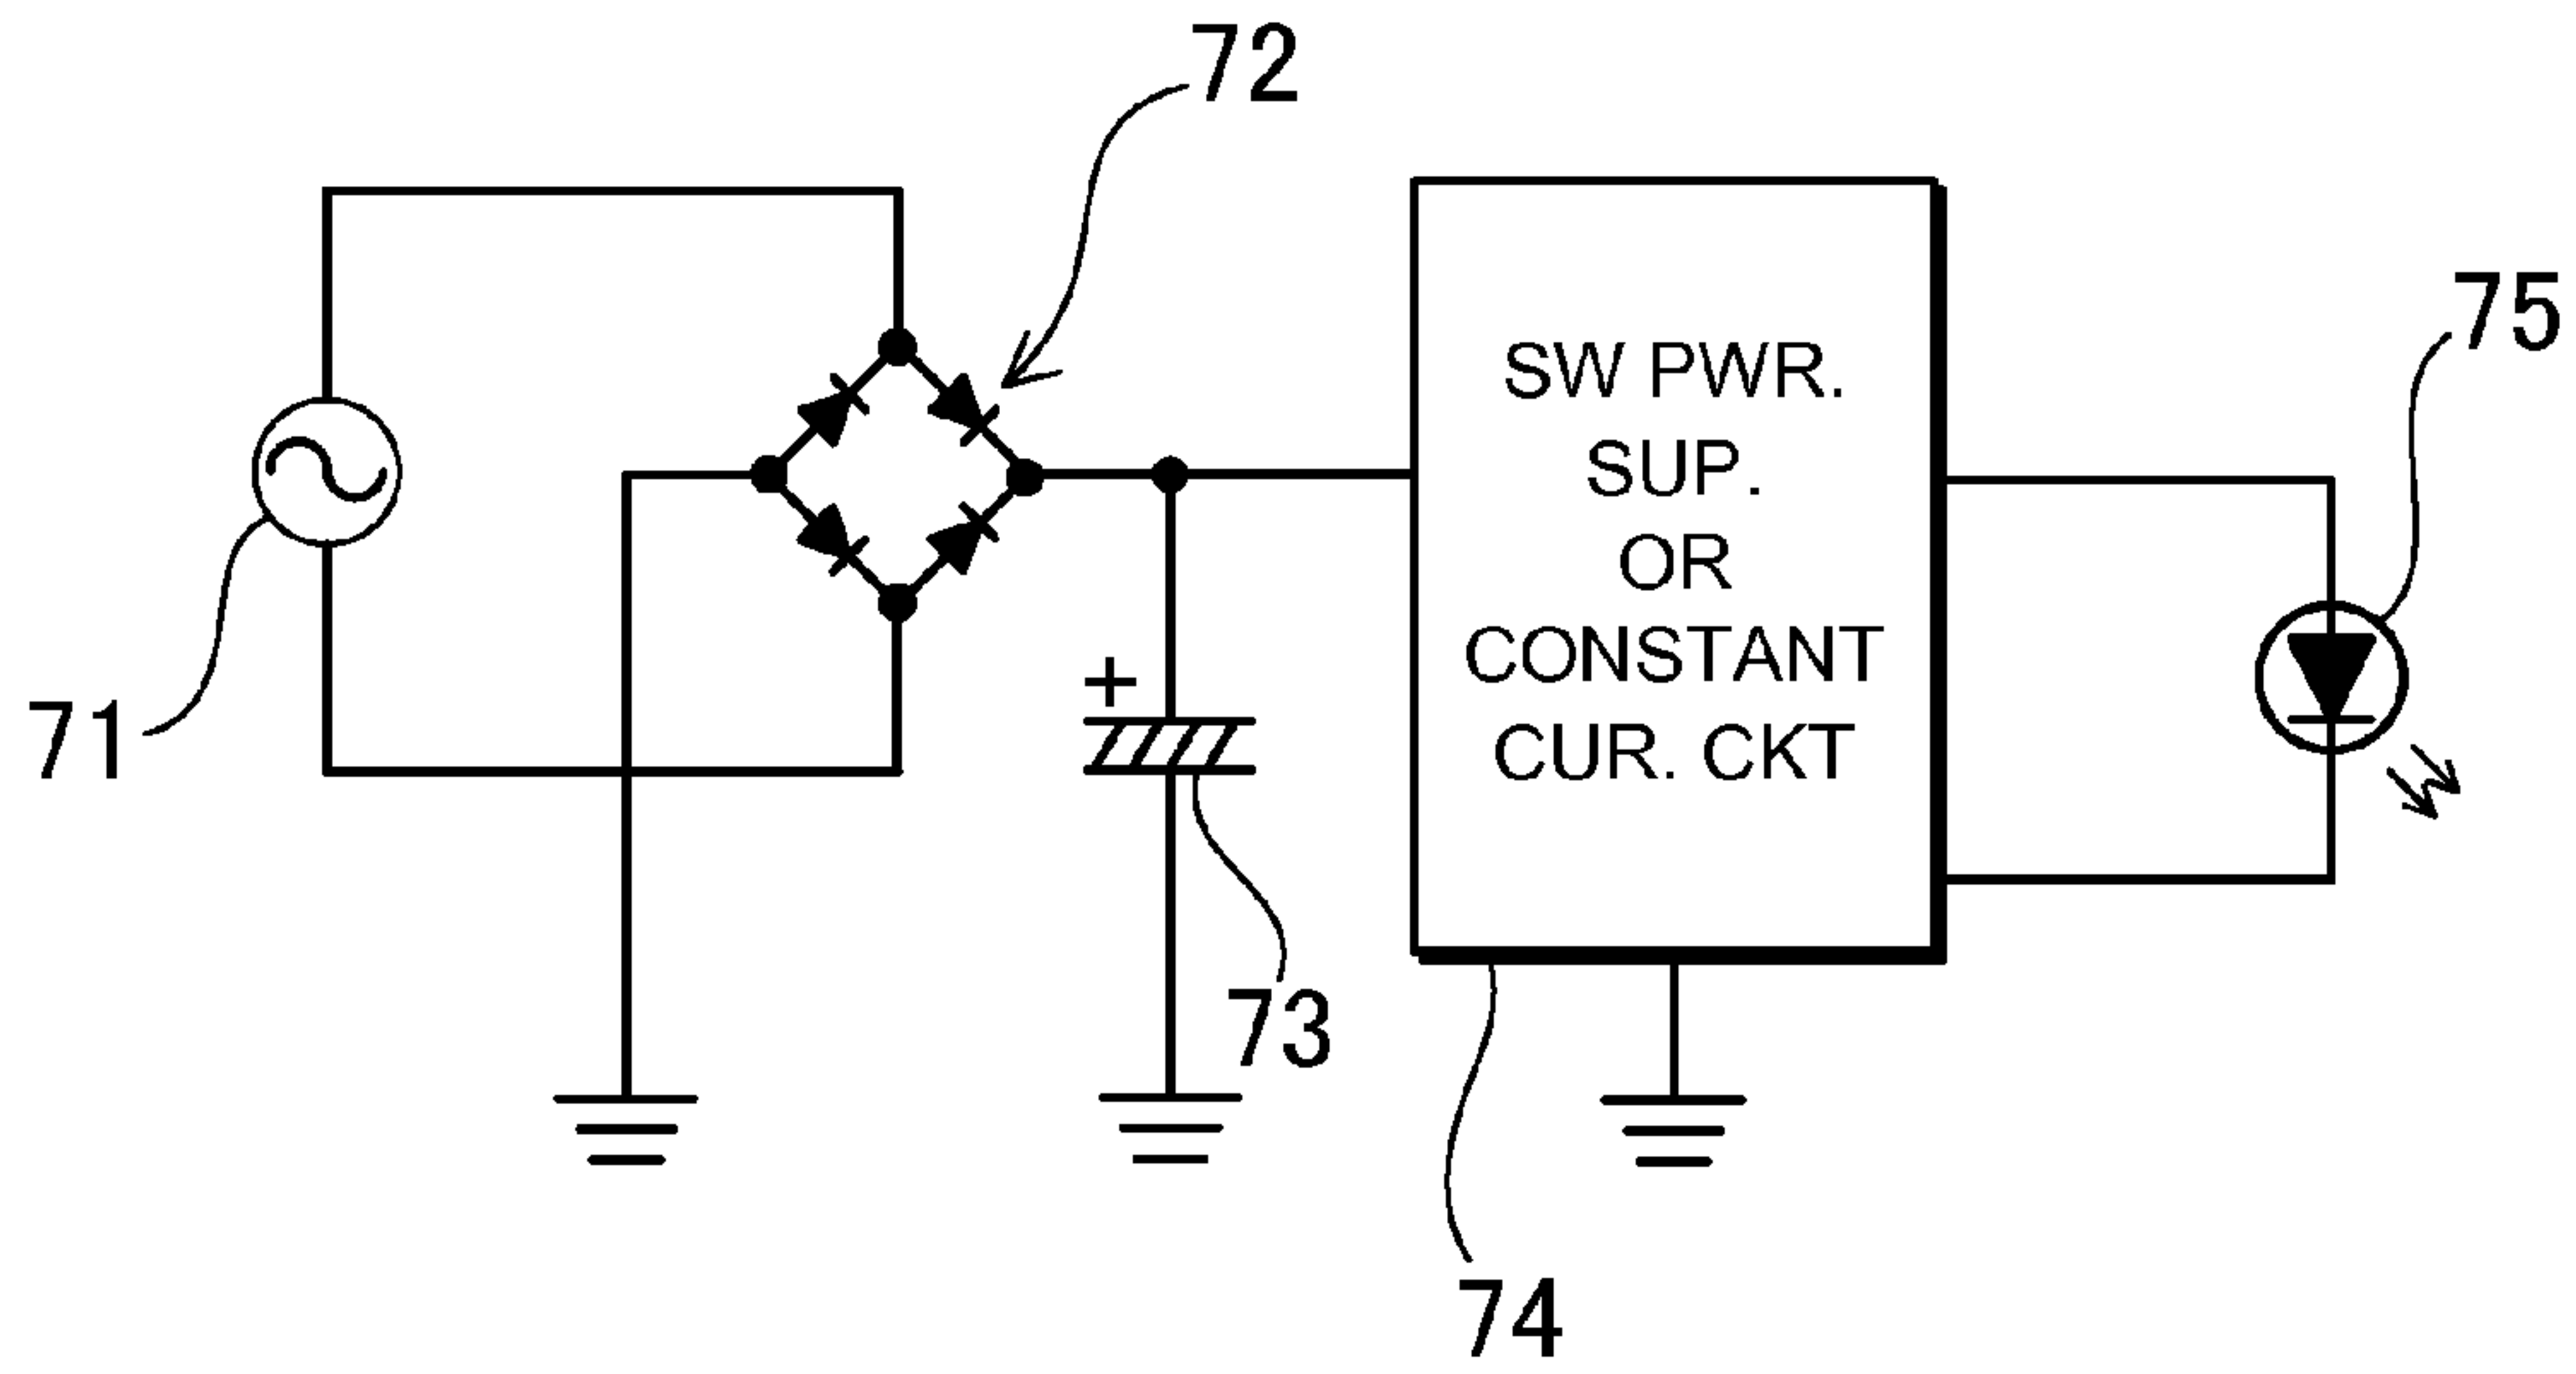 72
75
SW PWR.
SUP.
OR
CONSTANT
CUR. CKT
71
+
73
74